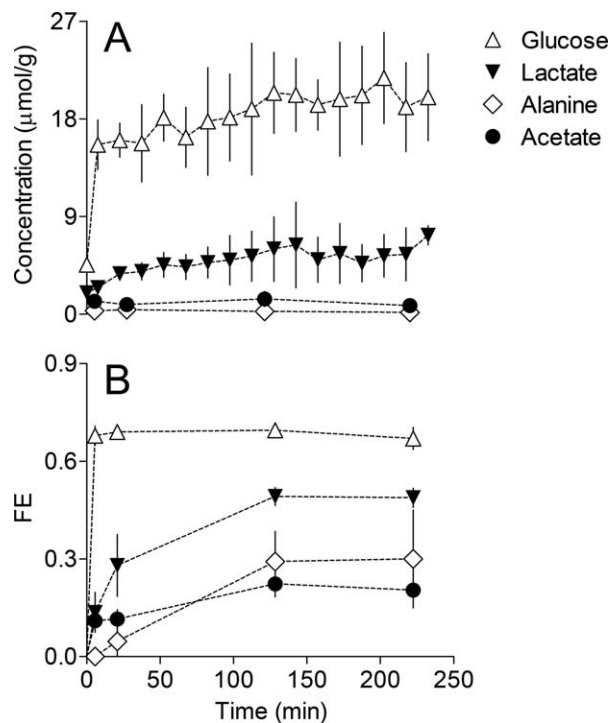 A
Concentration (μmol/g)
27
18
9
0
Glucose
Lactate
Alanine
Acetate
B
FE
0.9
0.6
0.3
0.0
0 50 100 150 200 250
Time (min)